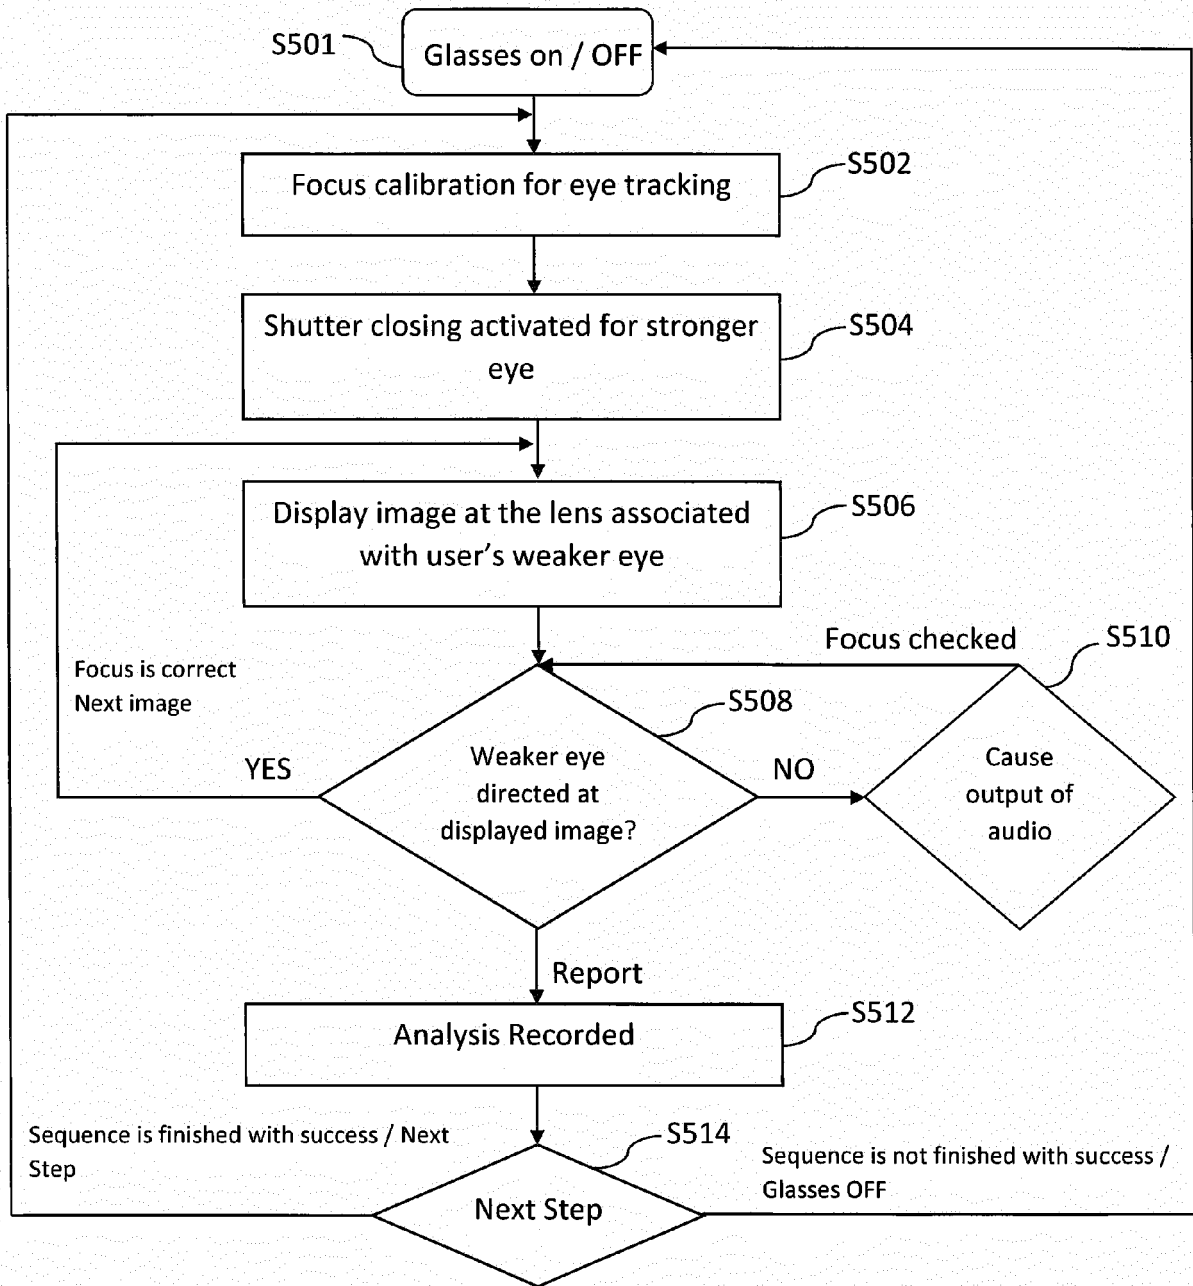 S501
Glasses on / OFF
S502
Focus calibration for eye tracking
S504
Shutter closing activated for stronger
eye
S506
Display image at the lens associated
with user’s weaker eye
Focus checked
S510
Focus is correct
Next image
S508
YES
Weaker eye
directed at
displayed image?
NO
Cause
output of
audio
Report
S512
Analysis Recorded
Sequence is finished with success / Next
Step
S514
Sequence is not finished with success /
Glasses OFF
Next Step